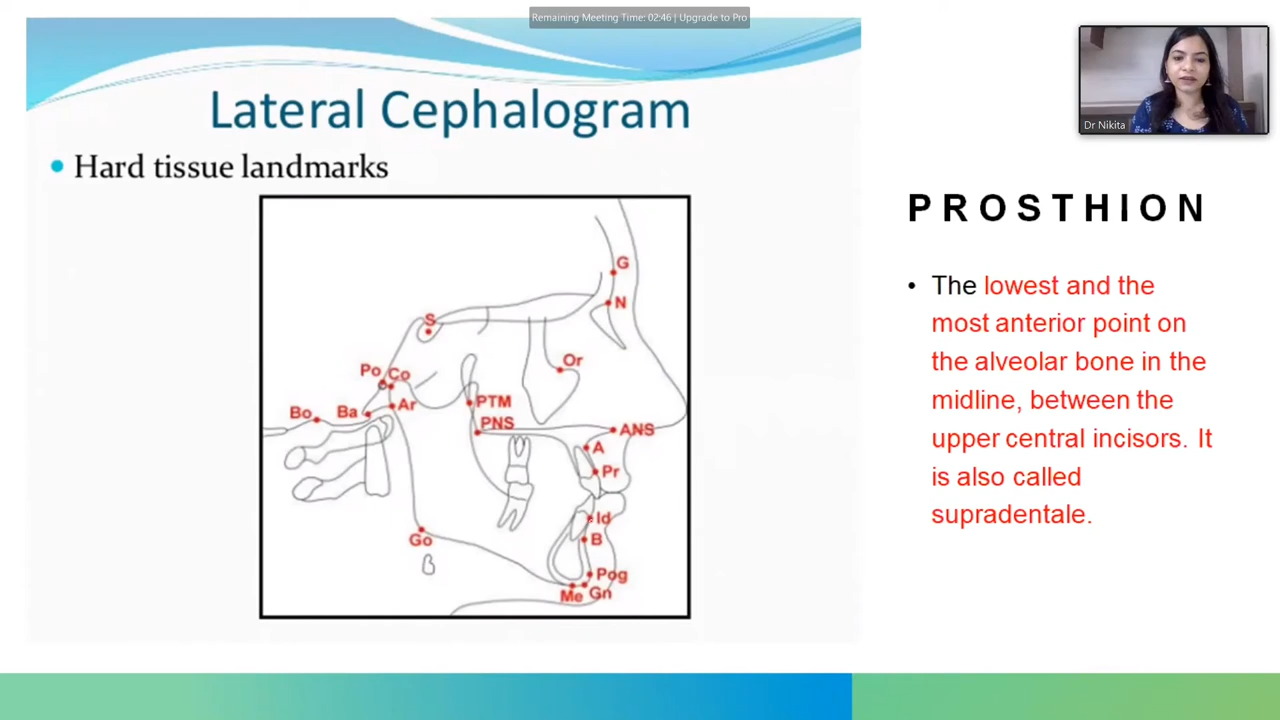 Remaining Meeting Time: 02:46 | Upgrade to Pro
Lateral Cephalogram
• Hard tissue landmarks
G
N
S
Or
Po
Co
Ar
Bo
Ba
PTM
PNS
ANS
A
Pr
Id
Go
B
Pog
Me
Gn
Dr Nikita
PROSTHION
• The lowest and the
most anterior point on
the alveolar bone in the
midline, between the
upper central incisors. It
is also called
supradentale.